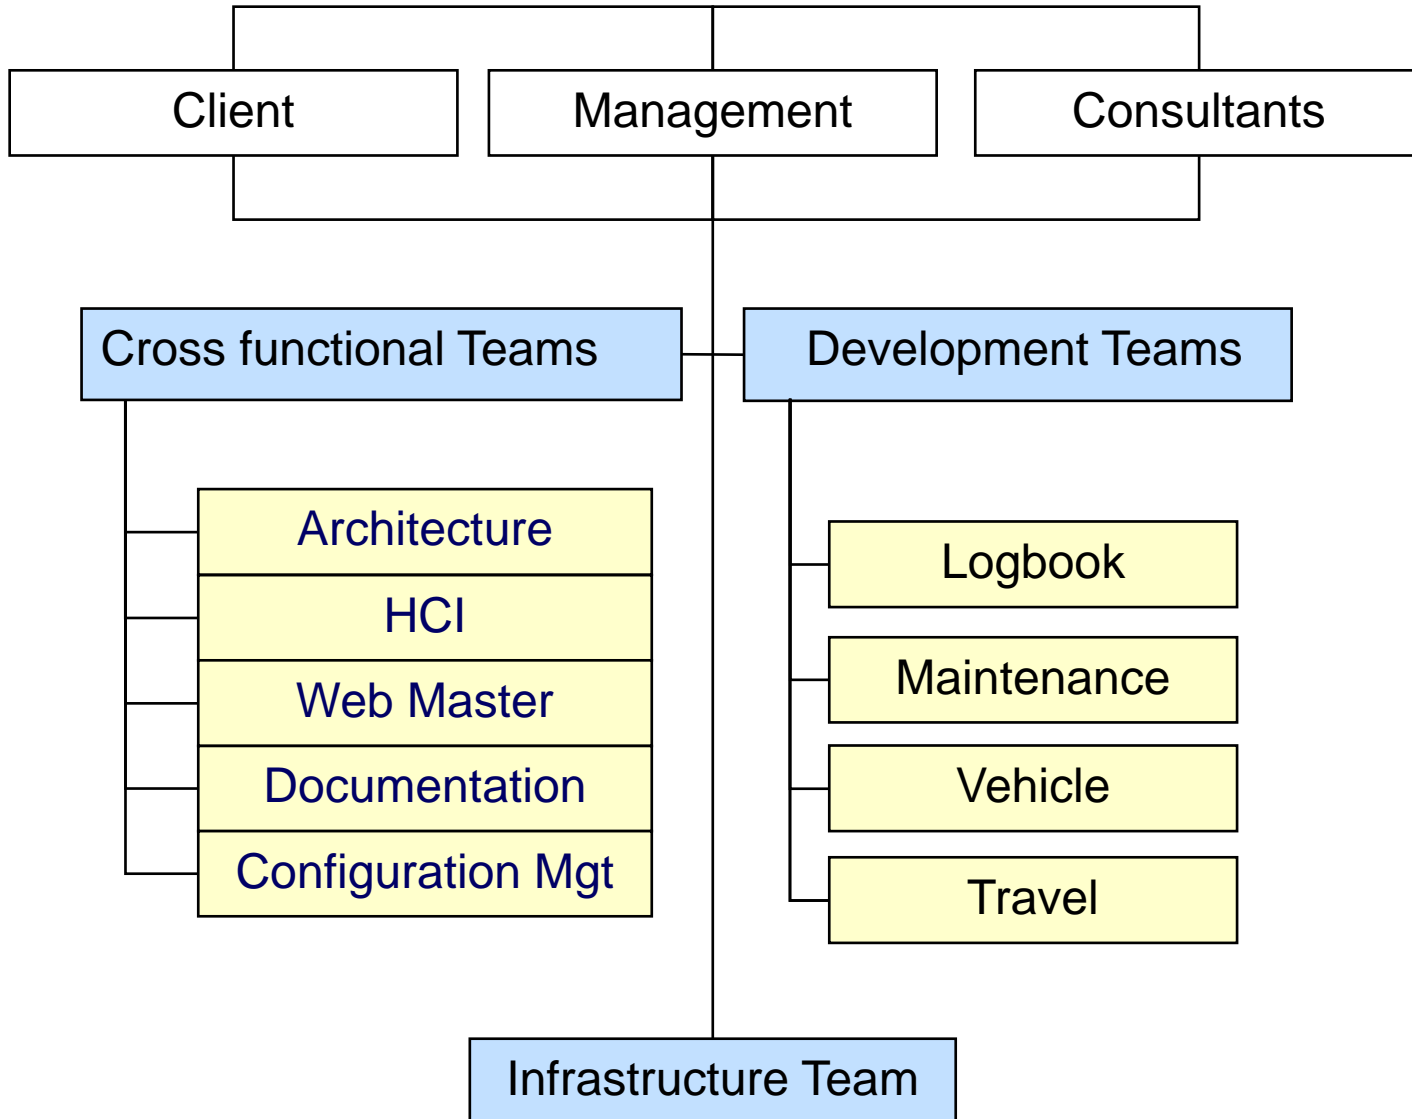 Client
Management
Consultants
Cross functional Teams
Development Teams
Architecture
HCI
Web Master
Documentation
Configuration Mgt
Logbook
Maintenance
Vehicle
Travel
Infrastructure Team